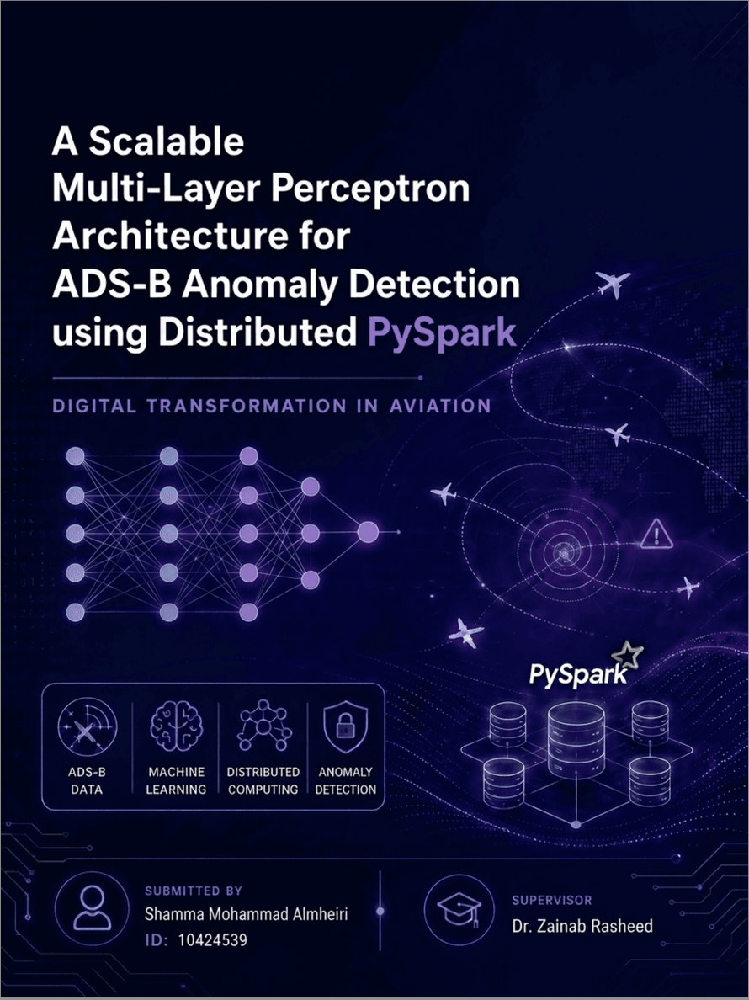 A Scalable
Multi-Layer Perceptron
Architecture for
ADS-B Anomaly Detection
using Distributed PySpark
DIGITAL TRANSFORMATION IN AVIATION
PySpark
ADS-B
DATA
MACHINE
LEARNING
DISTRIBUTED
COMPUTING
ANOMALY
DETECTION
SUBMITTED BY
Shamma Mohammad Almheiri
ID: 10424539
SUPERVISOR
Dr. Zainab Rasheed